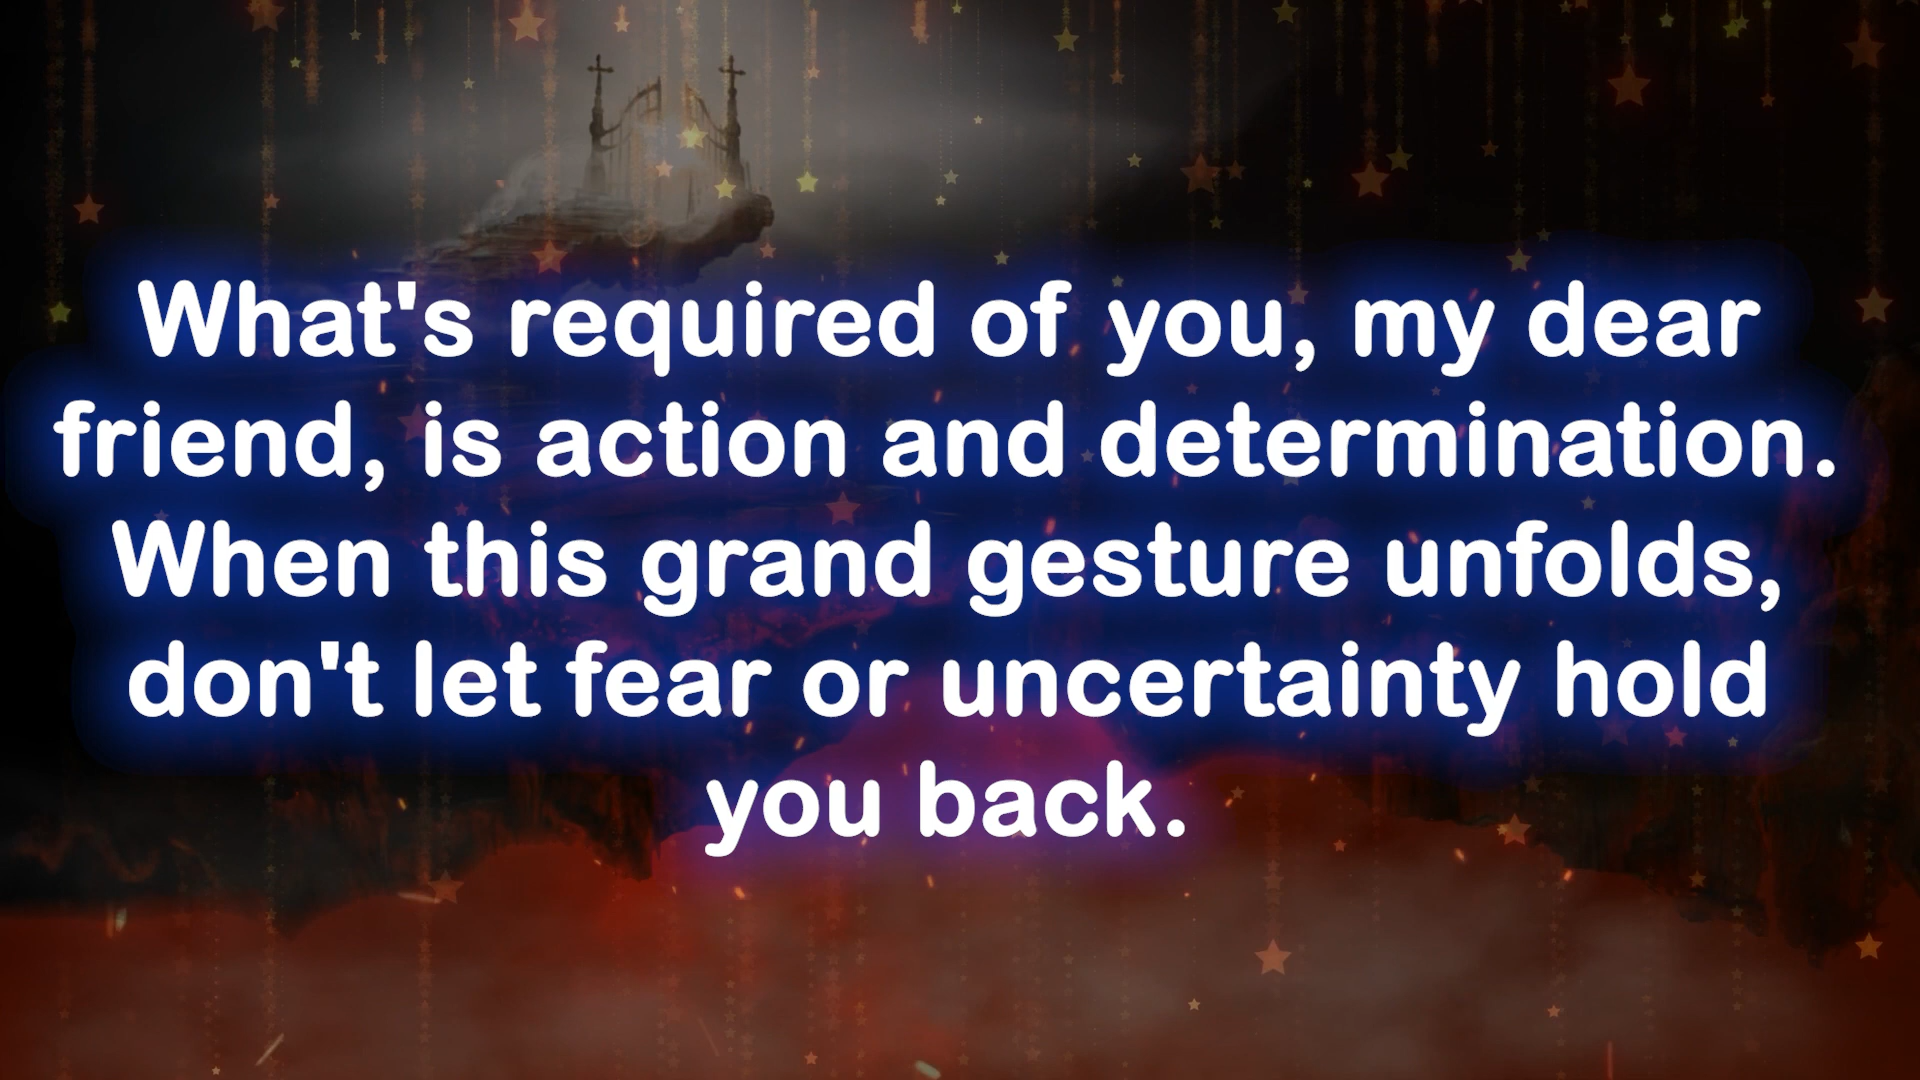 What's required of you, my dear
friend, is action and determination.
When this grand gesture unfolds,
don't let fear or uncertainty hold
you back.